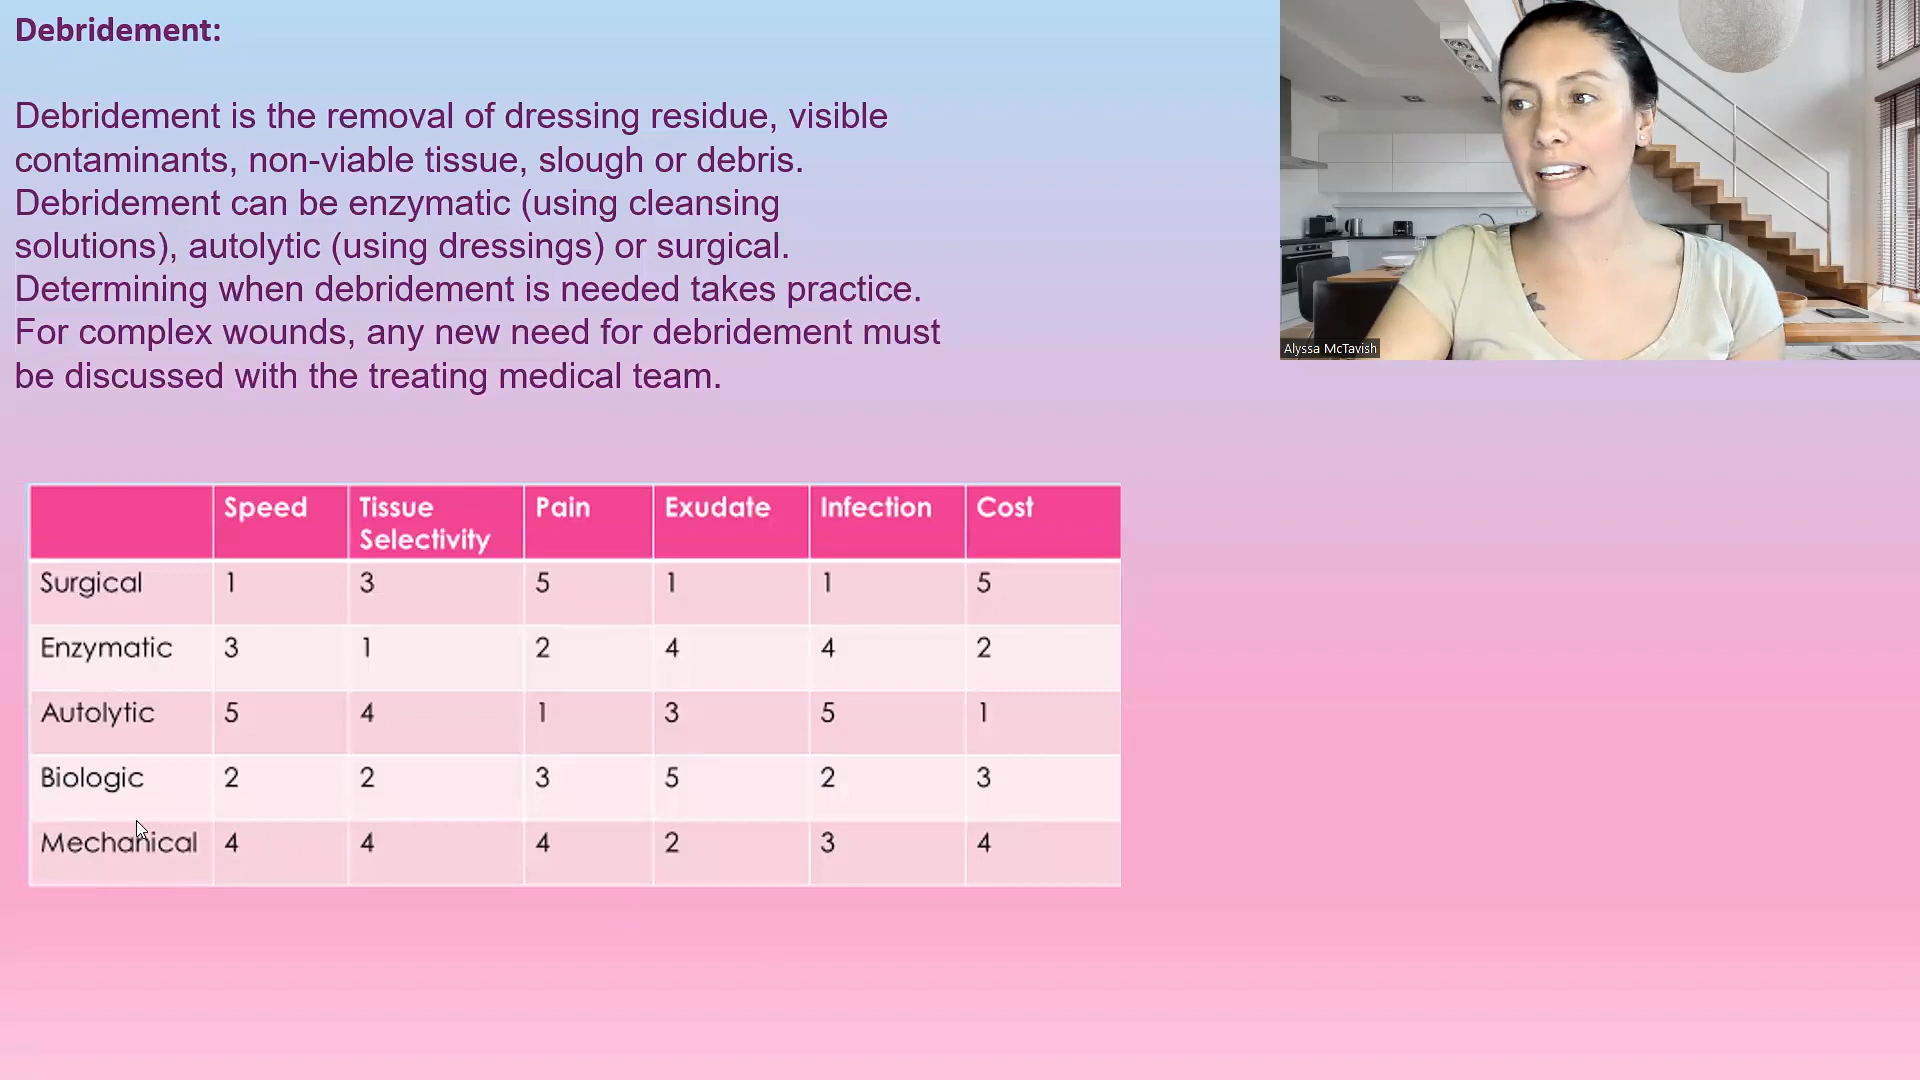 Debridement:
Debridement is the removal of dressing residue, visible
contaminants, non-viable tissue, slough or debris.
Debridement can be enzymatic (using cleansing
solutions), autolytic (using dressings) or surgical.
Determining when debridement is needed takes practice.
For complex wounds, any new need for debridement must
be discussed with the treating medical team.
Alyssa McTavish
Speed Tissue Selectivity Pain Exudate Infection Cost
Surgical 1 3 5 1 1 5
Enzymatic 3 1 2 4 4 2
Autolytic 5 4 1 3 5 1
Biologic 2 2 3 5 2 3
Mechanical 4 4 4 2 3 4